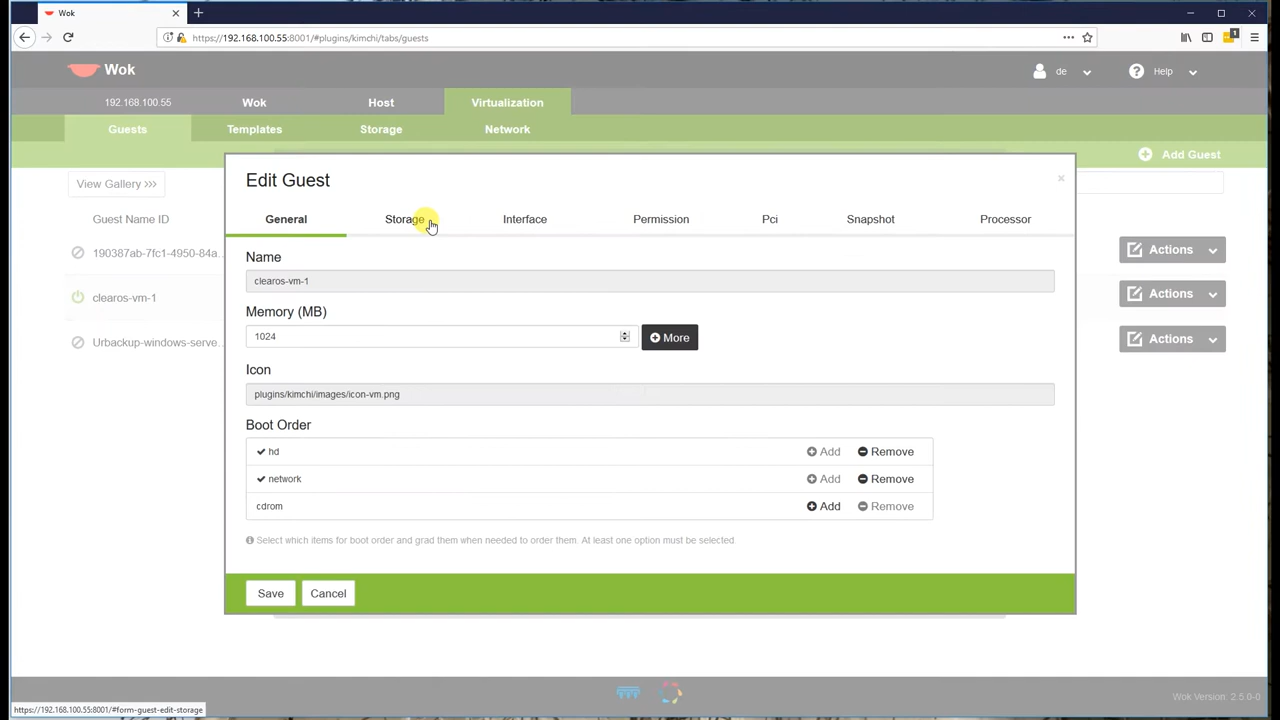 Wok
https://192.168.100.55:8001/#plugins/kimchi/tabs/guests
1
Wok
de
Help
192.168.100.55
Wok
Host
Virtualization
Guests
Templates
Storage
Network
Add Guest
View Gallery >>>
Guest Name ID
190387ab-7fc1-4950-84a...
Actions
clearos-vm-1
Actions
Urbackup-windows-serve...
Actions
Edit Guest
×
General
Storage
Interface
Permission
Pci
Snapshot
Processor
Name
clearos-vm-1
Memory (MB)
1024
More
Icon
plugins/kimchi/images/icon-vm.png
Boot Order
hd
Add
Remove
network
Add
Remove
cdrom
Add
Remove
Select which items for boot order and grad them when needed to order them. At least one option must be selected
Save
Cancel
Wok Version: 2.5.0-0
https://192.168.100.55:8001/#form-guest-edit-storage